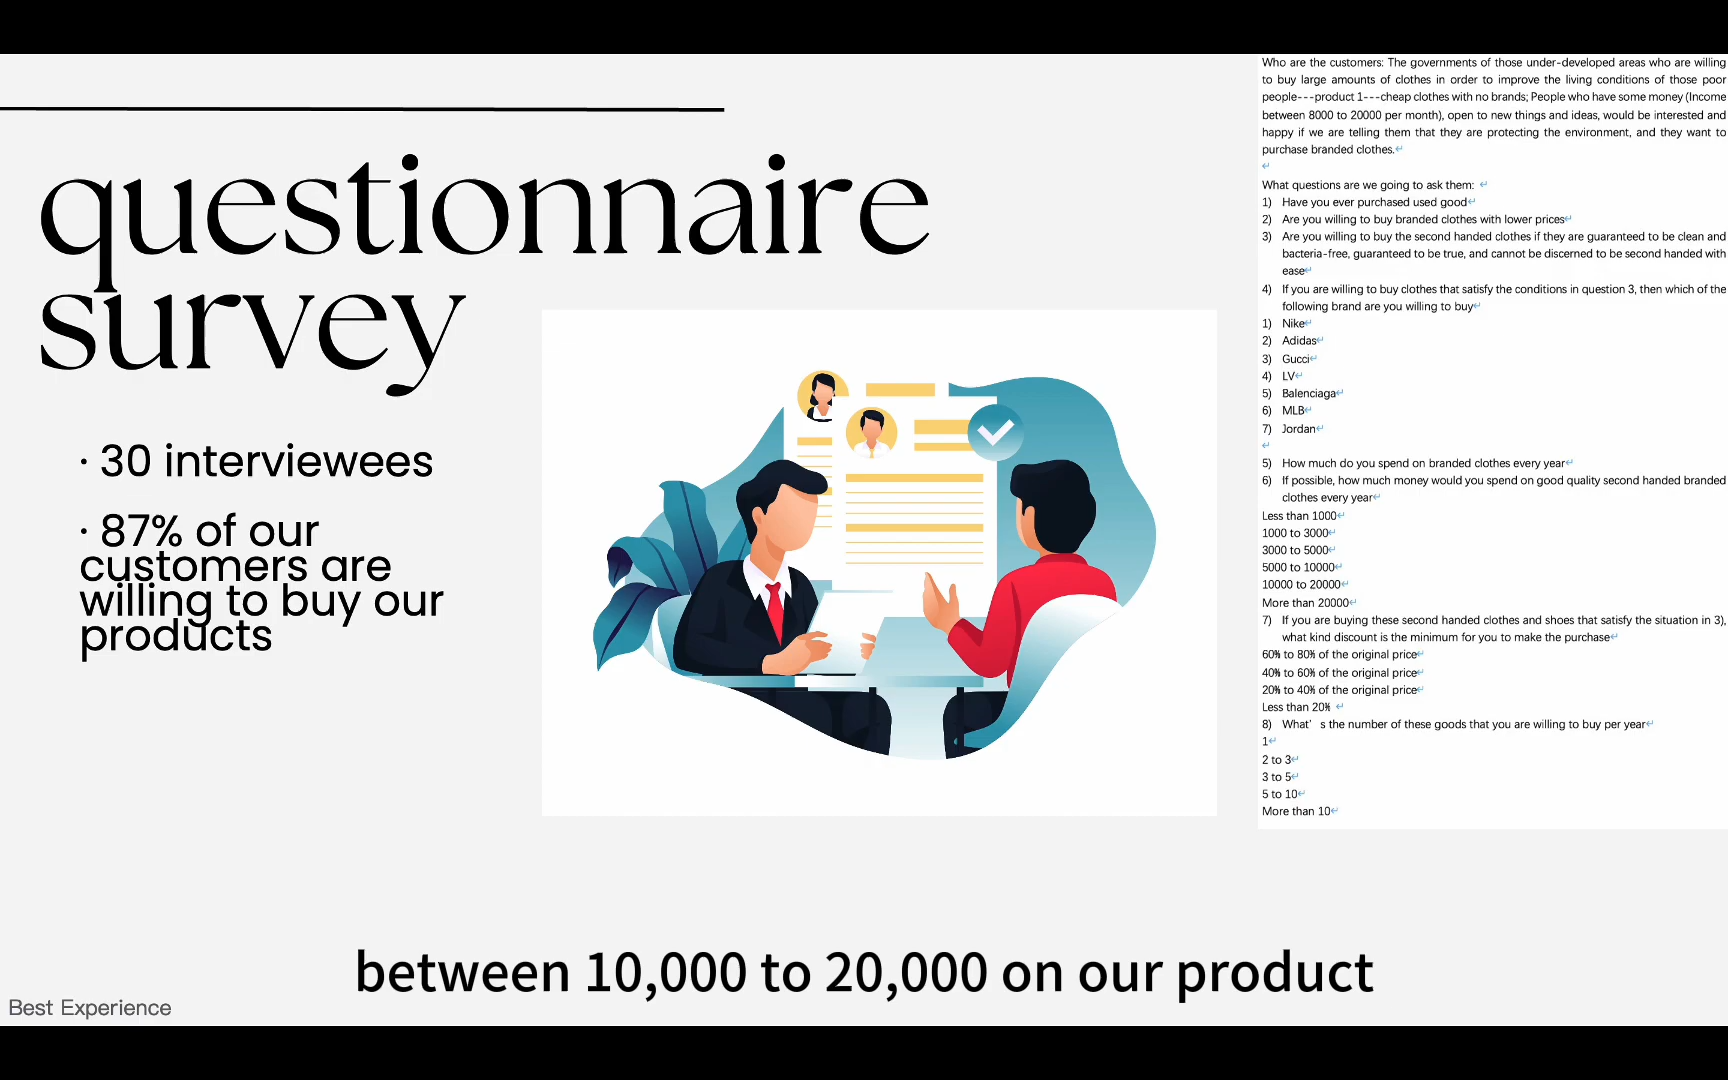 questionnaire
survey
· 30 interviewees
· 87% of our
customers are
willing to buy our
products
Who are the customers: The governments of those under-developed areas who are willing
to buy large amounts of clothes in order to improve the living conditions of those poor
people---product 1---cheap clothes with no brands; People who have some money (Income
between 8000 to 20000 per month), open to new things and ideas, would be interested and
happy if we are telling them that they are protecting the environment, and they want to
purchase branded clothes.↵
↵
What questions are we going to ask them: ↵
1) Have you ever purchased used good↵
2) Are you willing to buy branded clothes with lower prices↵
3) Are you willing to buy the second handed clothes if they are guaranteed to be clean and
bacteria-free, guaranteed to be true, and cannot be discerned to be second handed with
ease↵
4) If you are willing to buy clothes that satisfy the conditions in question 3, then which of the
following brand are you willing to buy↵
1) Nike↵
2) Adidas↵
3) Gucci↵
4) LV↵
5) Balenciaga↵
6) MLB↵
7) Jordan↵
↵
5) How much do you spend on branded clothes every year↵
6) If possible, how much money would you spend on good quality second handed branded
clothes every year↵
Less than 1000↵
1000 to 3000↵
3000 to 5000↵
5000 to 10000↵
10000 to 20000↵
More than 20000↵
7) If you are buying these second handed clothes and shoes that satisfy the situation in 3),
what kind discount is the minimum for you to make the purchase↵
60% to 80% of the original price↵
40% to 60% of the original price↵
20% to 40% of the original price↵
Less than 20% ↵
8) What' s the number of these goods that you are willing to buy per year↵
1↵
2 to 3↵
3 to 5↵
5 to 10↵
More than 10↵
between 10,000 to 20,000 on our product
Best Experience